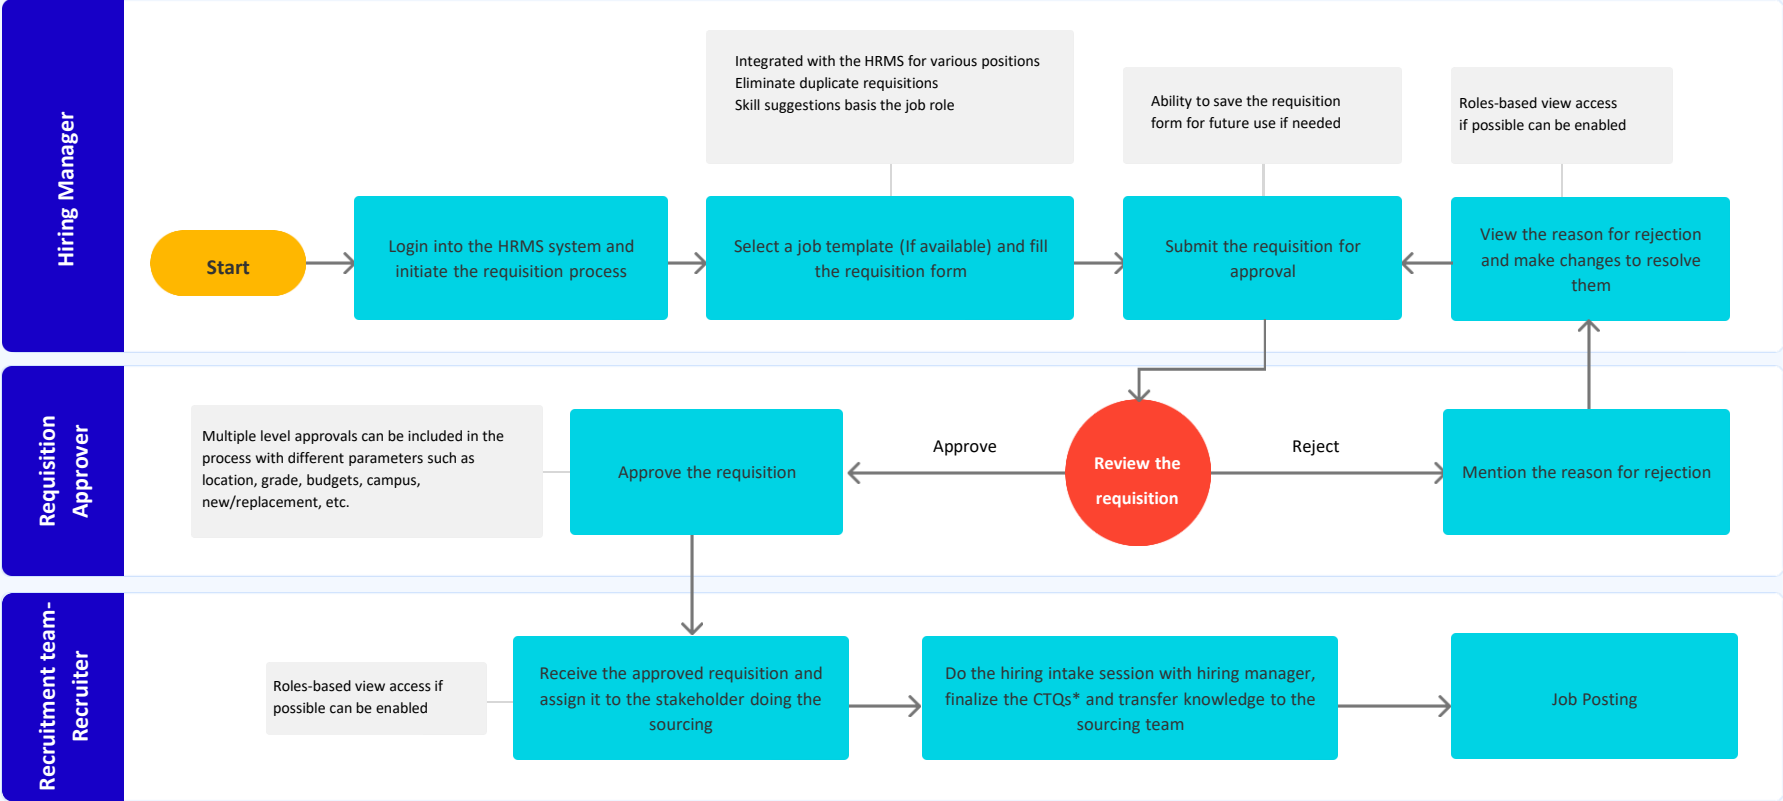 Hiring Manager
Integrated with the HRMS for various positions
Eliminate duplicate requisitions
Skill suggestions basis the job role
Ability to save the requisition
form for future use if needed
Roles-based view access
if possible can be enabled
Start
Login into the HRMS system and
initiate the requisition process
Select a job template (If available) and fill
the requisition form
Submit the requisition for
approval
View the reason for rejection
and make changes to resolve
them
Requisition
Approver
Multiple level approvals can be included in the
process with different parameters such as
location, grade, budgets, campus,
new/replacement, etc.
Approve the requisition
Approve
Review the
requisition
Reject
Mention the reason for rejection
Recruitment team-
Recruiter
Roles-based view access if
possible can be enabled
Receive the approved requisition and
assign it to the stakeholder doing the
sourcing
Do the hiring intake session with hiring manager,
finalize the CTQs* and transfer knowledge to the
sourcing team
Job Posting